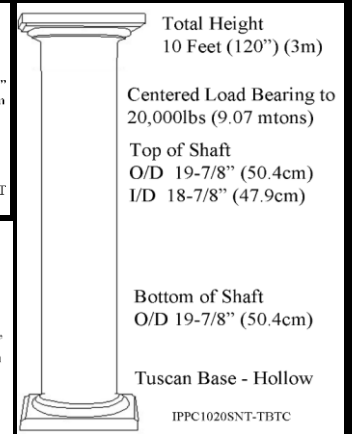 Total Height
10 Feet (120”) (3m)
Centered Load Bearing to
20,000lbs (9.07 mtons)
Top of Shaft
O/D 19-7/8” (50.4cm)
I/D 18-7/8” (47.9cm)
Bottom of Shaft
O/D 19-7/8” (50.4cm)
Tuscan Base - Hollow
IPPC1020SNT-TBTC